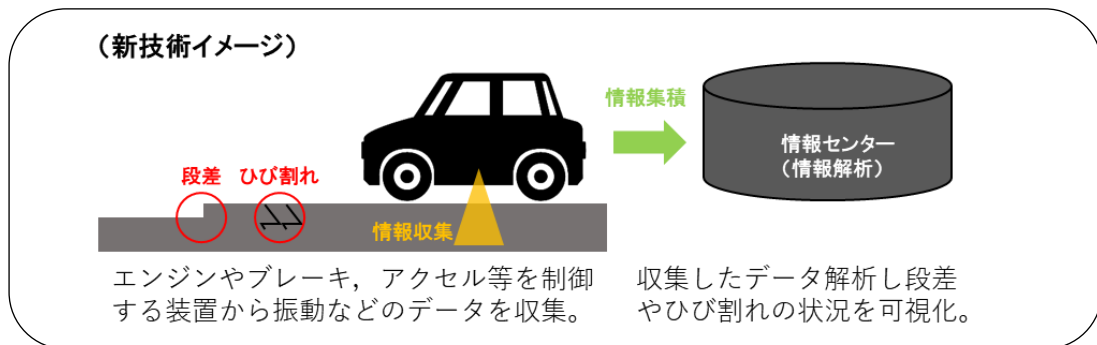 （新技術イメージ）
情報集積
情報センター
（情報解析）
段差
ひび割れ
情報収集
エンジンやブレーキ，アクセル等を制御
する装置から振動などのデータを収集。
収集したデータ解析し段差
やひび割れの状況を可視化。